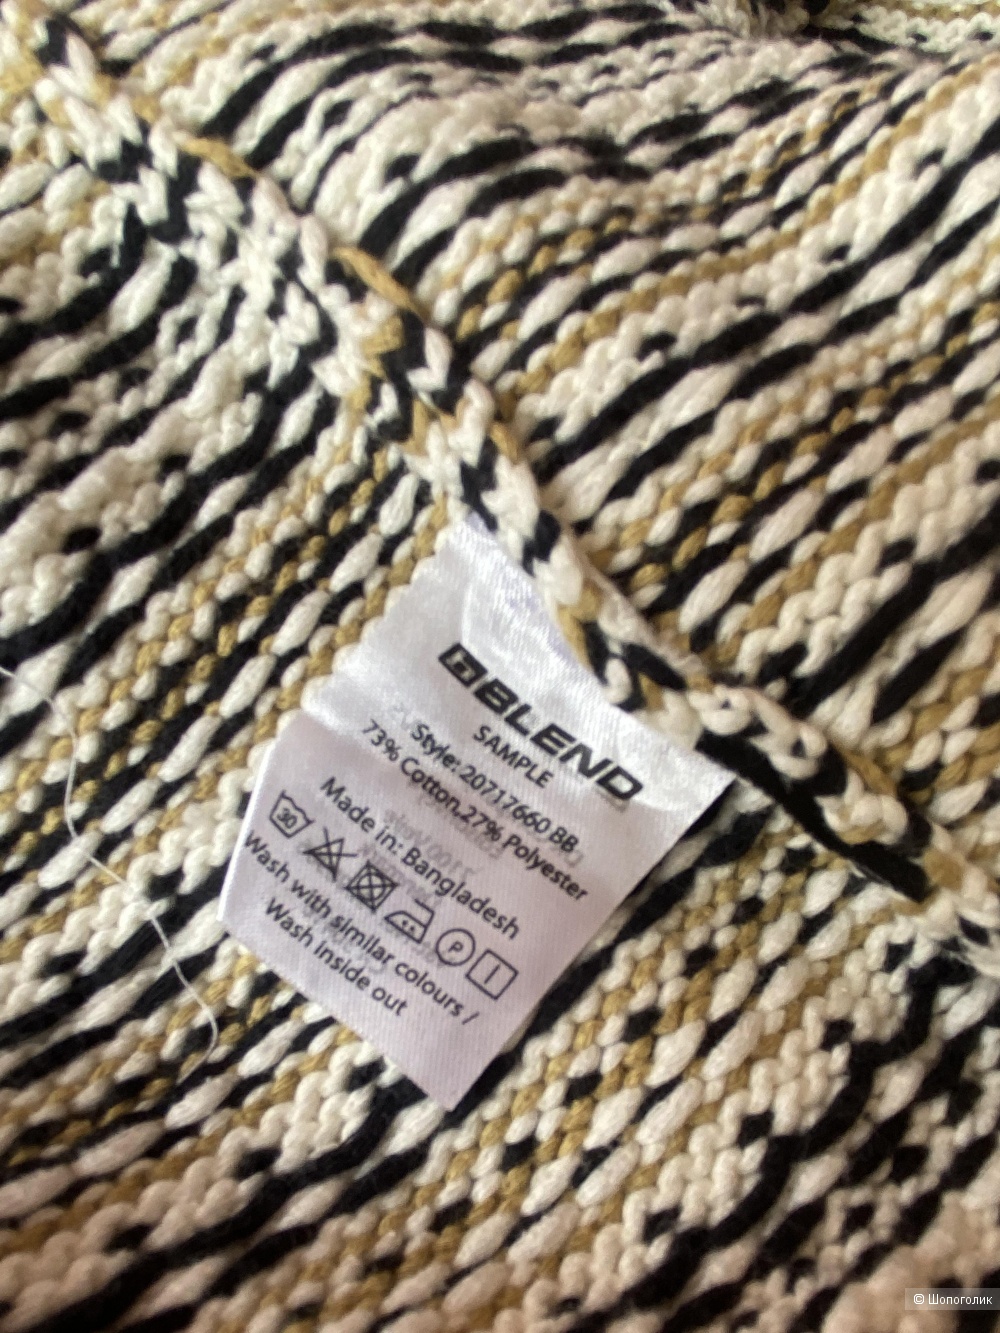 BLEND
SAMPLE
Style: 20717660 BB
73% Cotton,27% Polyester
Made in: Bangladesh
30
P
Wash with similar colours /
Wash inside out
© Шопоголик